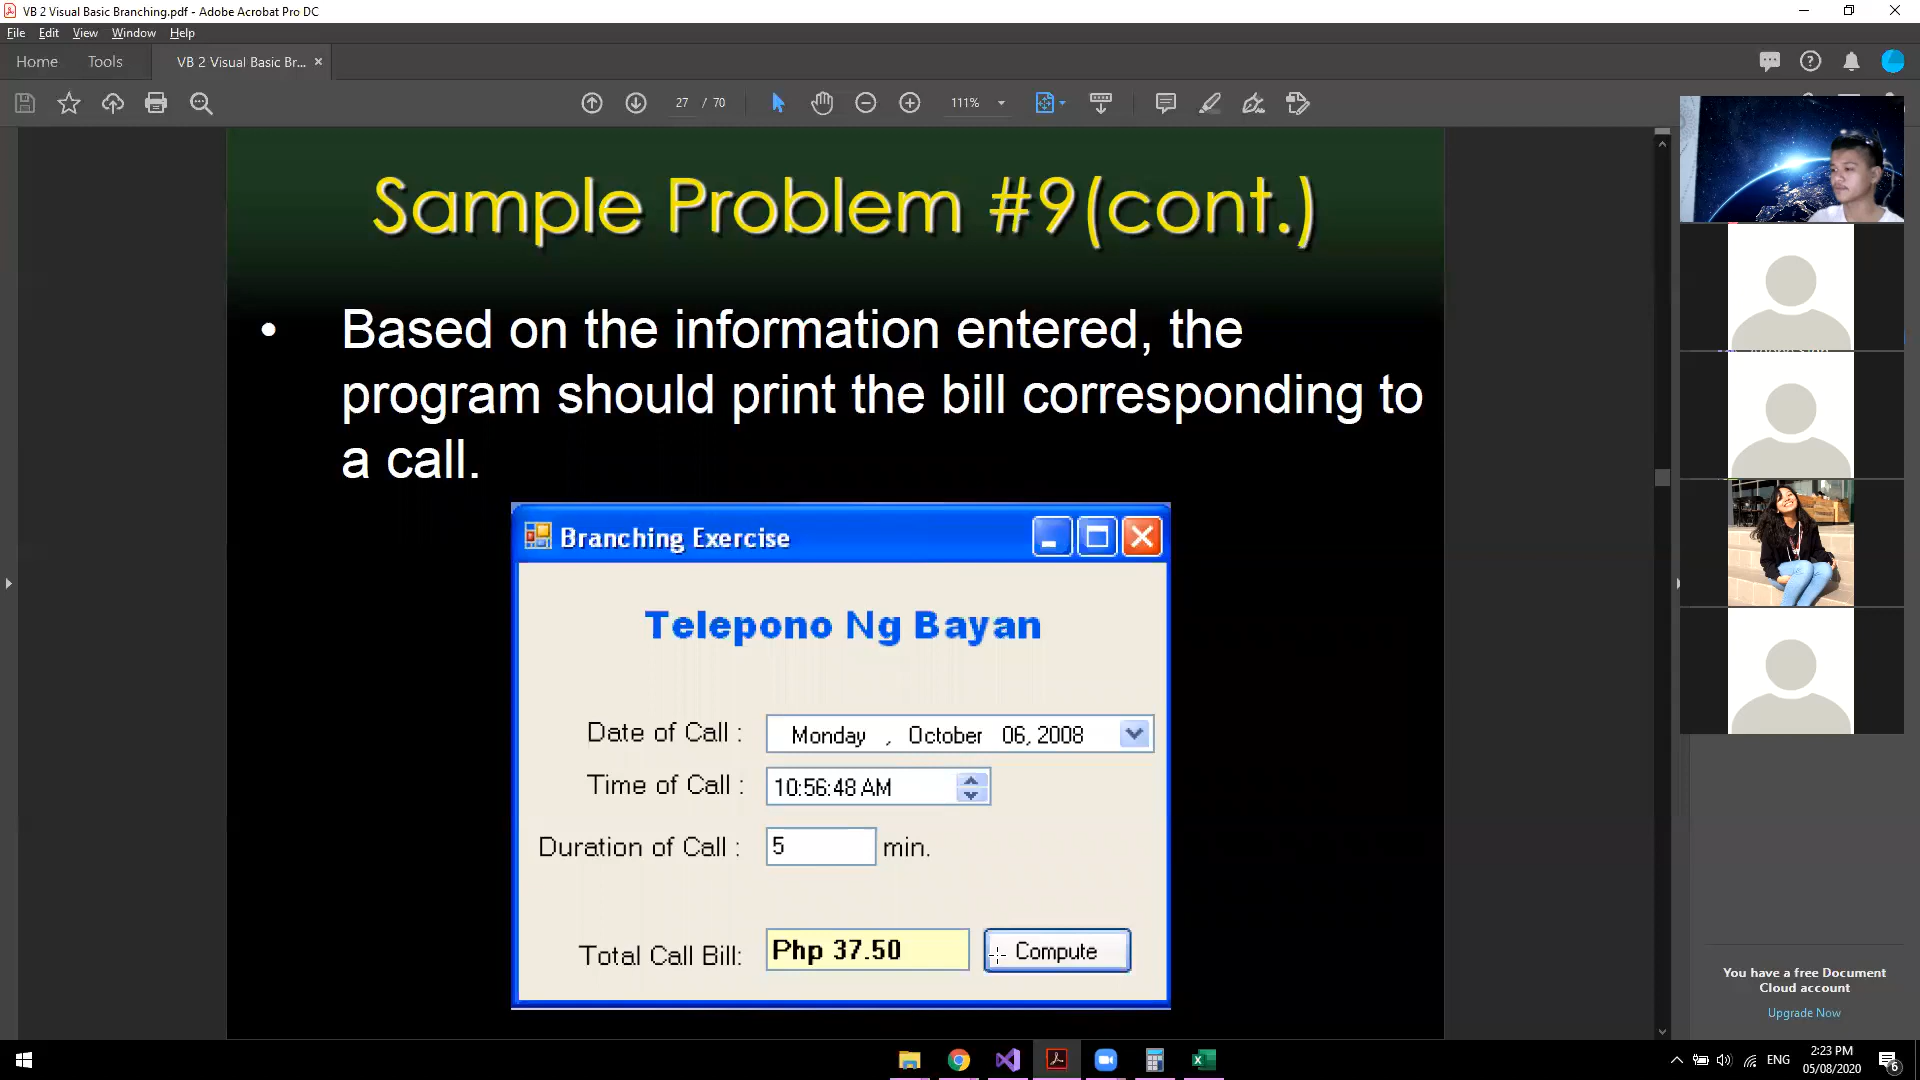 VB 2 Visual Basic Branching.pdf - Adobe Acrobat Pro DC
File Edit View Window Help
Home Tools VB 2 Visual Basic Br... ×
27 / 70 111%
Sample Problem #9(cont.)
• Based on the information entered, the
program should print the bill corresponding to
a call.
Branching Exercise
Telepono Ng Bayan
Date of Call : Monday , October 06, 2008
Time of Call : 10:56:48 AM
Duration of Call : 5 min.
Total Call Bill: Php 37.50 Compute
You have a free Document
Cloud account
Upgrade Now
ENG 2:23 PM
05/08/2020 6